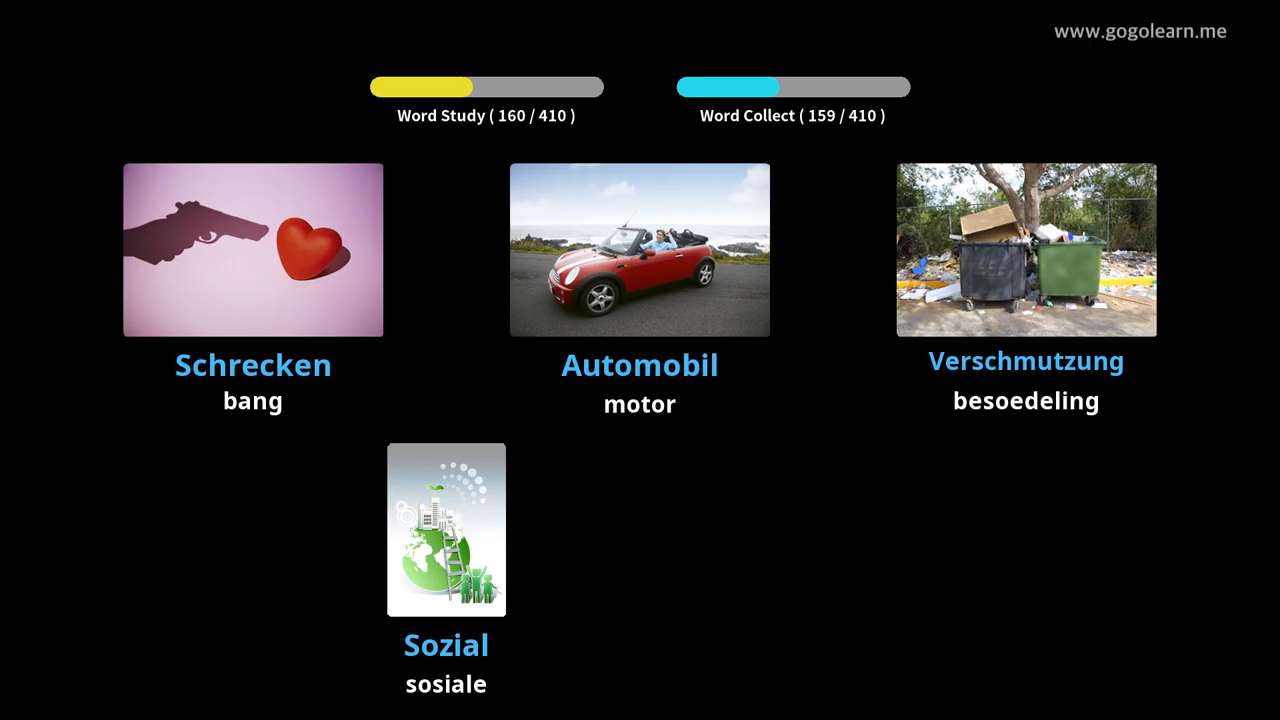 www.gogolearn.me
Word Study ( 160 / 410 )
Word Collect ( 159 / 410 )
Schrecken
bang
Automobil
motor
Verschmutzung
besoedeling
Sozial
sosiale